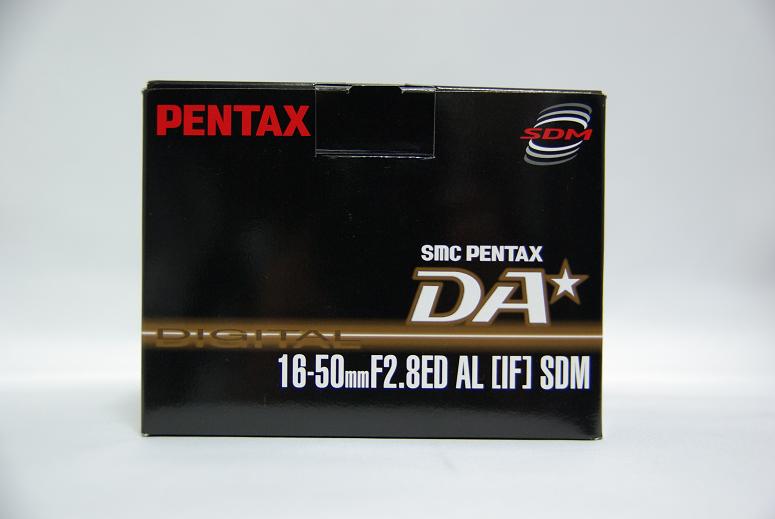 PENTAX
SDM
smc PENTAX
DA★
DIGITAL
16-50mmF2.8ED AL [IF] SDM